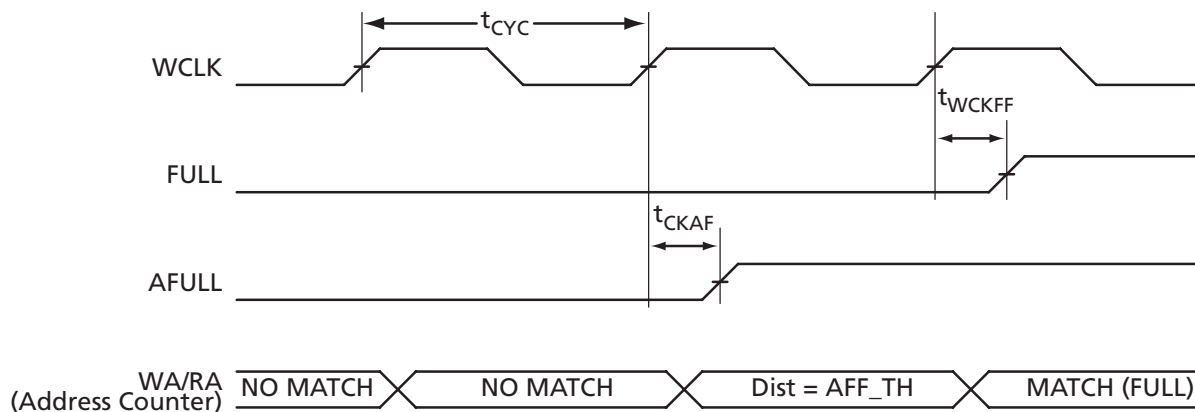 tCYC
WCLK
tWCKFF
FULL
tCKAF
AFULL
WA/RA
(Address Counter)
NO MATCH
NO MATCH
Dist = AFF_TH
MATCH (FULL)